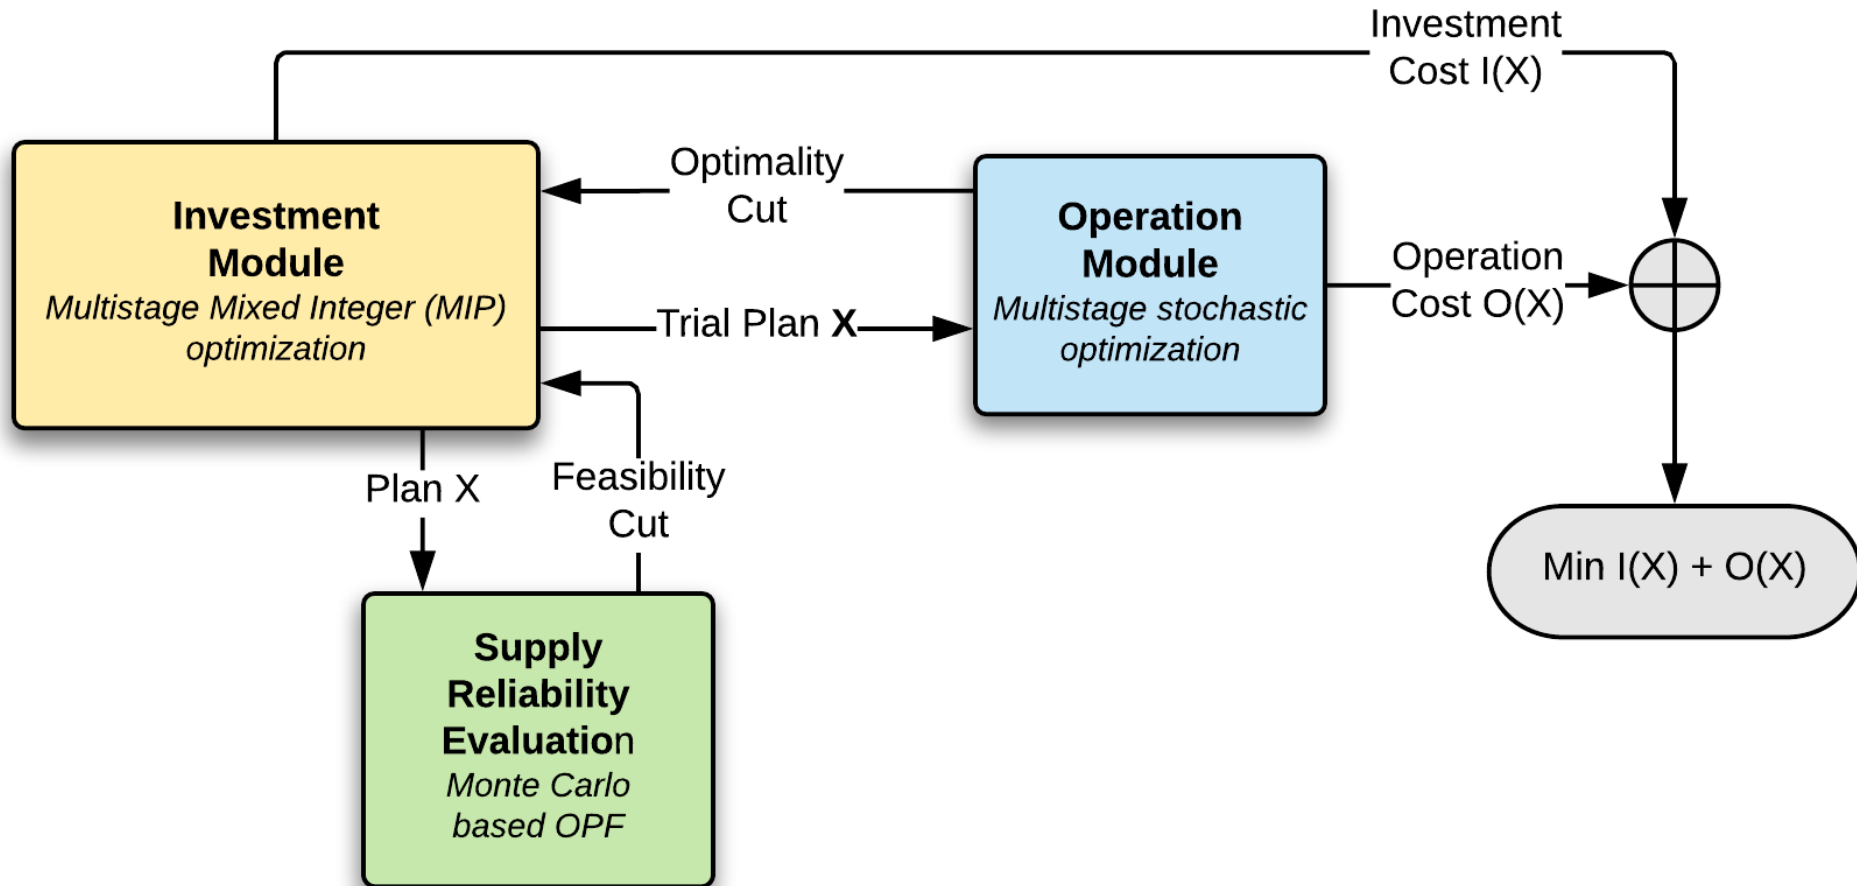 Investment
Cost I(X)
Optimality
Cut
Investment
Module
Multistage Mixed Integer (MIP)
optimization
Operation
Module
Multistage stochastic
optimization
Operation
Cost O(X)
Trial Plan X
Plan X
Feasibility
Cut
Min I(X) + O(X)
Supply
Reliability
Evaluation
Monte Carlo
based OPF